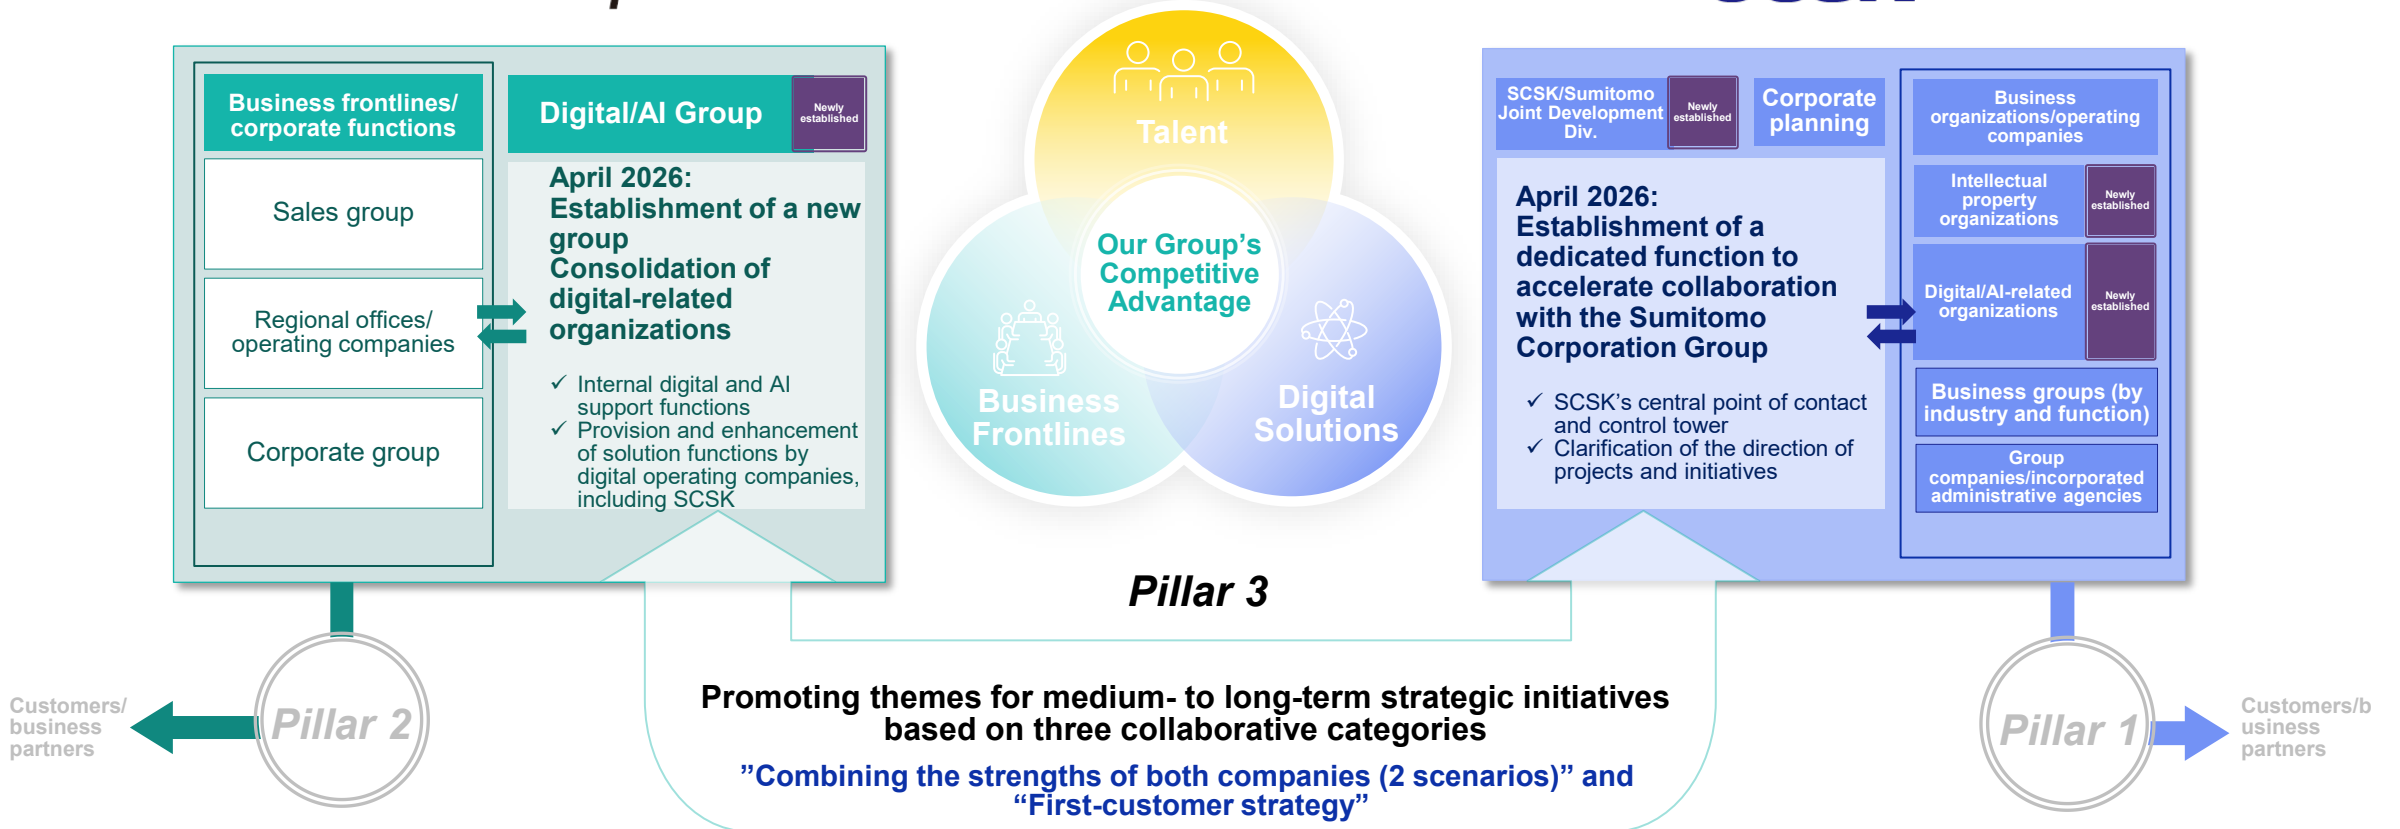 Business frontlines/
corporate functions
Sales group
Regional offices/
operating companies
Corporate group
Digital/AI Group
Newly
established
April 2026:
Establishment of a new
group
Consolidation of
digital-related
organizations
✓ Internal digital and AI
support functions
✓ Provision and enhancement
of solution functions by
digital operating companies,
including SCSK
Talent
Our Group's
Competitive
Advantage
Business
Frontlines
Digital
Solutions
SCSK/Sumitomo
Joint Development
Div.
Newly
established
Corporate
planning
April 2026:
Establishment of a
dedicated function to
accelerate collaboration
with the Sumitomo
Corporation Group
✓ SCSK's central point of contact
and control tower
✓ Clarification of the direction of
projects and initiatives
Business
organizations/operating
companies
Intellectual
property
organizations
Newly
established
Digital/AI-related
organizations
Newly
established
Business groups (by
industry and function)
Group
companies/incorporated
administrative agencies
Pillar 3
Promoting themes for medium- to long-term strategic initiatives
based on three collaborative categories
”Combining the strengths of both companies (2 scenarios)” and
“First-customer strategy”
Customers/
business
partners
Pillar 2
Pillar 1
Customers/b
usiness
partners